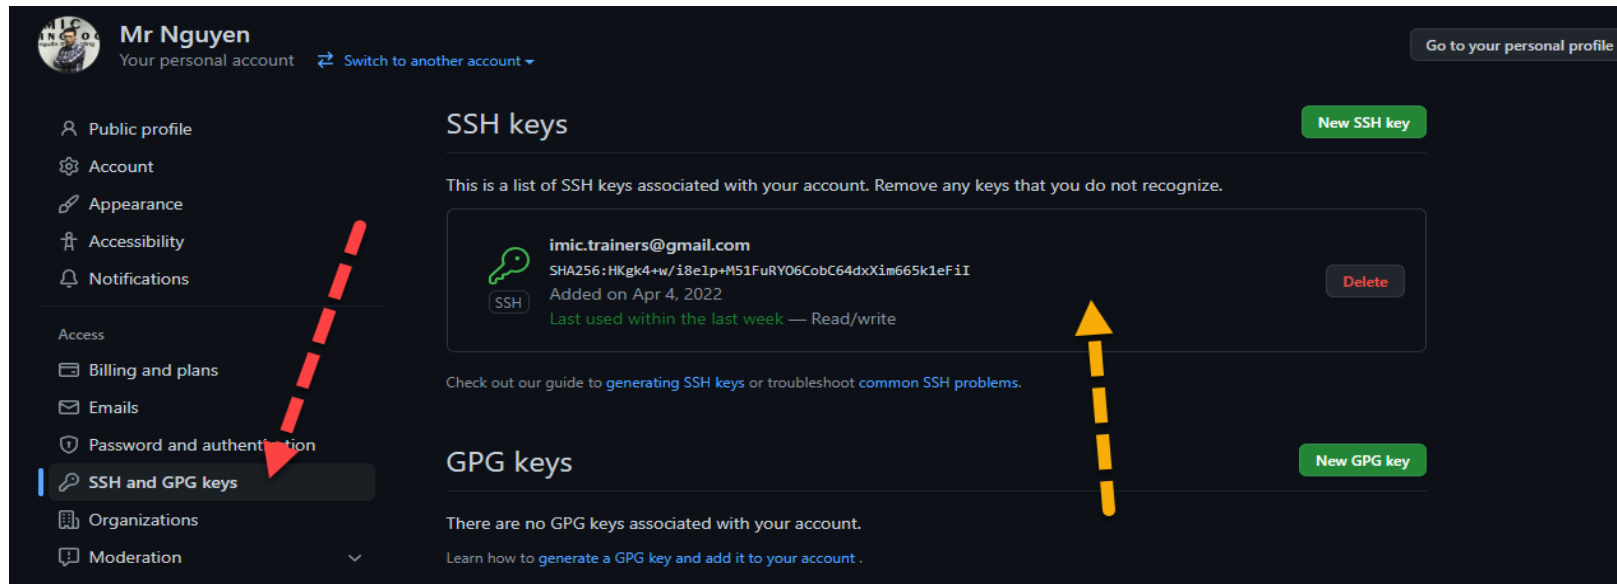 Mr Nguyen
Your personal account
Switch to another account
Go to your personal profile
Public profile
Account
Appearance
Accessibility
Notifications
Access
Billing and plans
Emails
Password and authentication
SSH and GPG keys
Organizations
Moderation
SSH keys
New SSH key
This is a list of SSH keys associated with your account. Remove any keys that you do not recognize.
imic.trainers@gmail.com
SHA256:HKgk4+w/i8elp+M51FuRYO6CobC64dxXim665k1eFiI
SSH
Added on Apr 4, 2022
Last used within the last week — Read/write
Delete
Check out our guide to generating SSH keys or troubleshoot common SSH problems.
GPG keys
New GPG key
There are no GPG keys associated with your account.
Learn how to generate a GPG key and add it to your account .